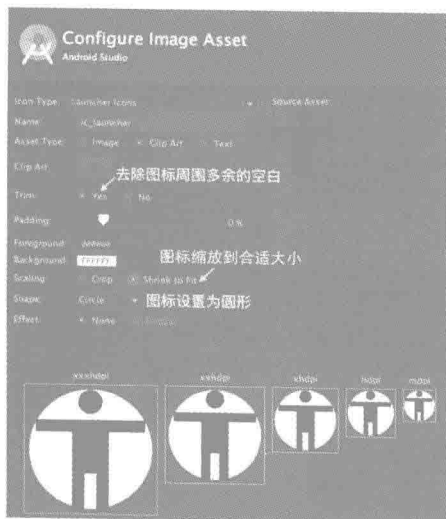 Configure Image Asset
Android Studio
Icon Type: Launcher Icons
Source Asset:
Name: ic_launcher
Asset Type: Image Clip Art Text
Clip Art:
去除图标周围多余的空白
Trim: Yes No
Padding: 0 %
Foreground:
Background: FFFFFF
图标缩放到合适大小
Scaling: Crop Shrink to fit
Shape: Circle 图标设置为圆形
Effect: None
xxxhdpi xxhdpi xhdpi hdpi mdpi